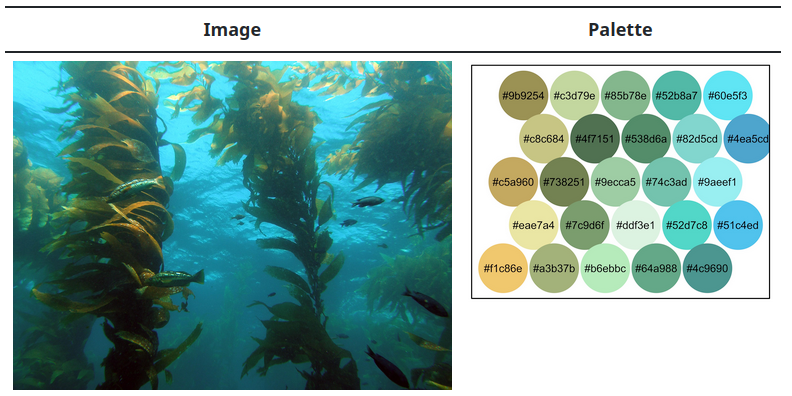 Image Palette
#9b9254 #c3d79e #85b78e #52b8a7 #60e5f3
#c8c684 #4f7151 #538d6a #82d5cd #4ea5cd
#c5a960 #738251 #9ecca5 #74c3ad #9aeef1
#eae7a4 #7c9d6f #ddf3e1 #52d7c8 #51c4ed
#f1c86e #a3b37b #b6ebbc #64a988 #4c9690